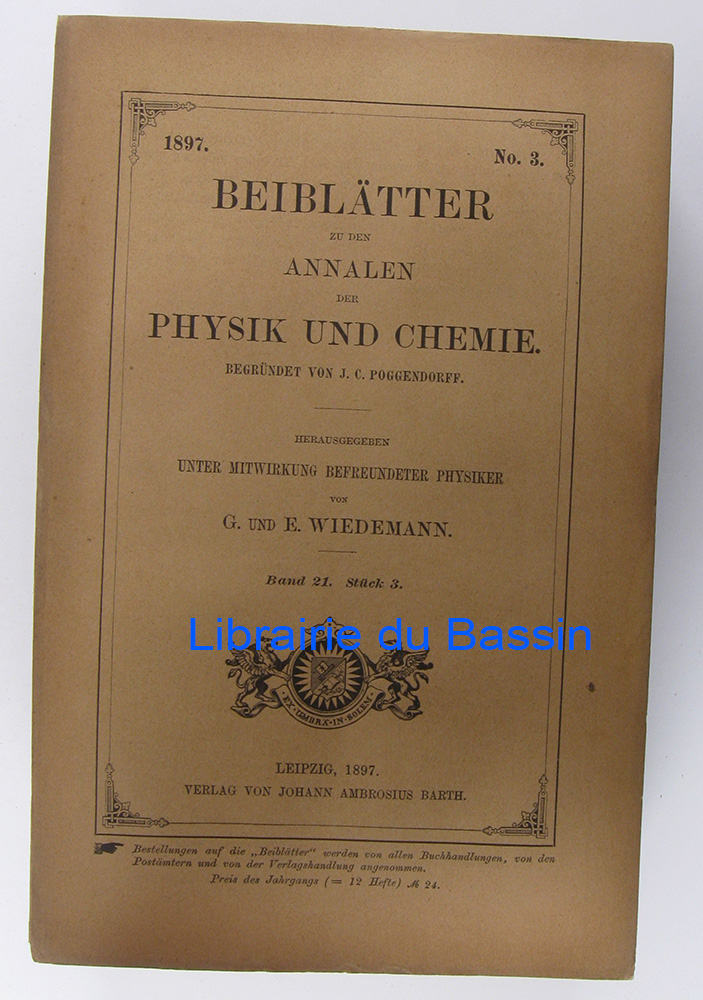 1897.
No. 3.
BEIBLÄTTER
ZU DEN
ANNALEN
DER
PHYSIK UND CHEMIE.
BEGRÜNDET VON J. C. POGGENDORFF.
HERAUSGEGEBEN
UNTER MITWIRKUNG BEFREUNDETER PHYSIKER
VON
G. UND E. WIEDEMANN.
Band 21. Stück 3.
Librairie du Bassin
EX·UMBRA·IN·SOLEM·
LEIPZIG, 1897.
VERLAG VON JOHANN AMBROSIUS BARTH.
Bestellungen auf die „Beiblätter“ werden von allen Buchhandlungen, von den
Postämtern und von der Verlagshandlung angenommen.
Preis des Jahrgangs (= 12 Hefte) ℳ 24.